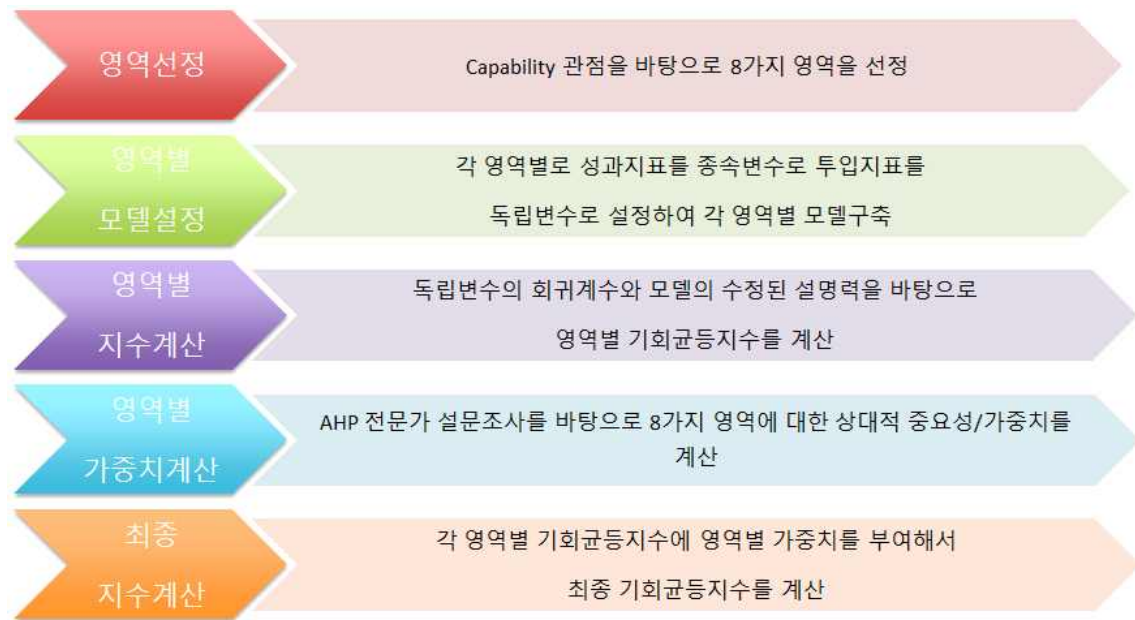 영역선정
Capability 관점을 바탕으로 8가지 영역을 선정
영역별
모델설정
각 영역별로 성과지표를 종속변수로 투입지표를
독립변수로 설정하여 각 영역별 모델구축
영역별
지수계산
독립변수의 회귀계수와 모델의 수정된 설명력을 바탕으로
영역별 기회균등지수를 계산
영역별
가중치계산
AHP 전문가 설문조사를 바탕으로 8가지 영역에 대한 상대적 중요성/가중치를
계산
최종
지수계산
각 영역별 기회균등지수에 영역별 가중치를 부여해서
최종 기회균등지수를 계산